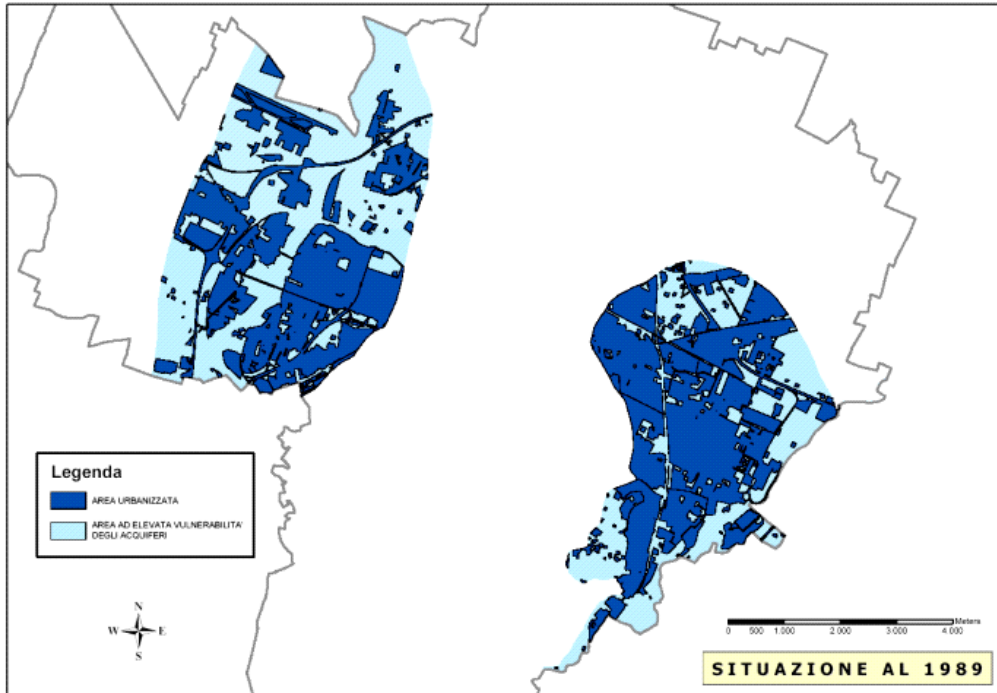 Legenda
AREA URBANIZZATA
AREA AD ELEVATA VULNERABILITA'
DEGLI ACQUIFERI
N
W E
S
Meters
0 500 1.000 2.000 3.000 4.000
SITUAZIONE AL 1989